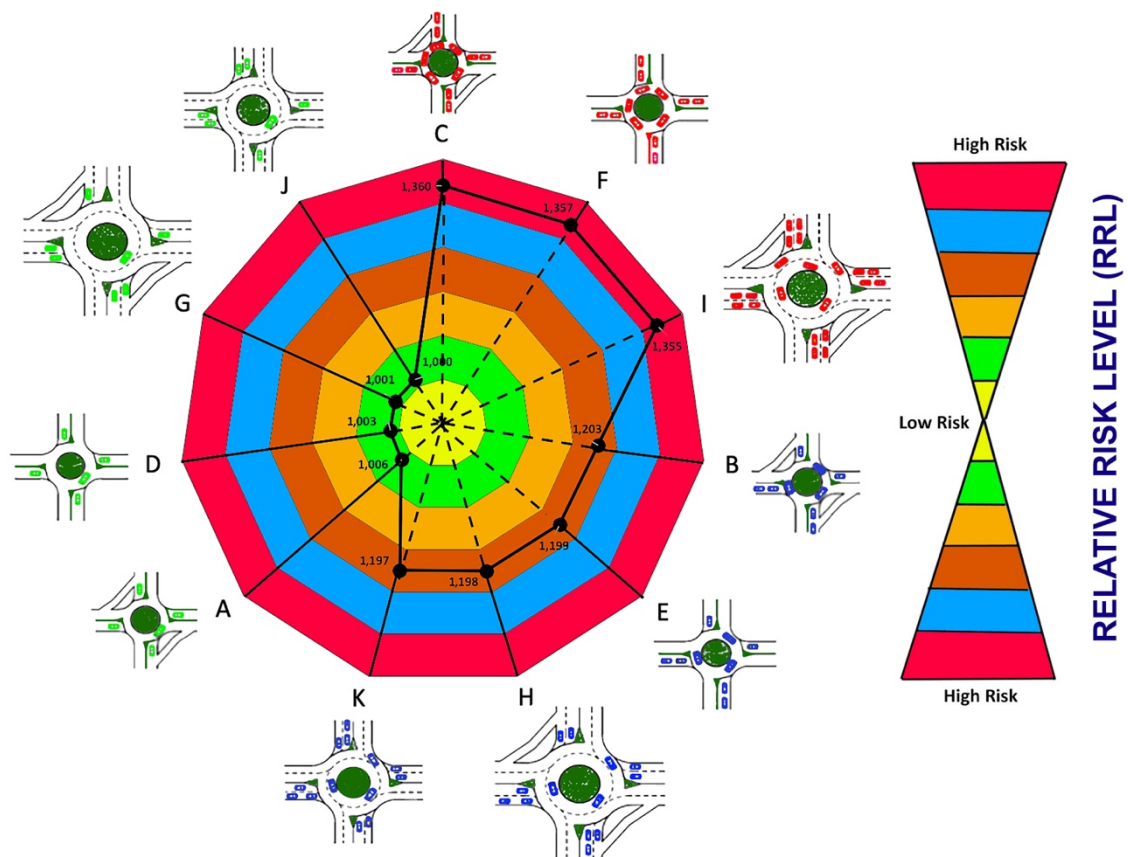 C
J
F
High Risk
1,360
1,357
G
I
1,355
1,000
1,001
1,003
1,203
Low Risk
D
1,006
B
1,197
1,198
1,199
A
E
K
H
High Risk
RELATIVE RISK LEVEL (RRL)